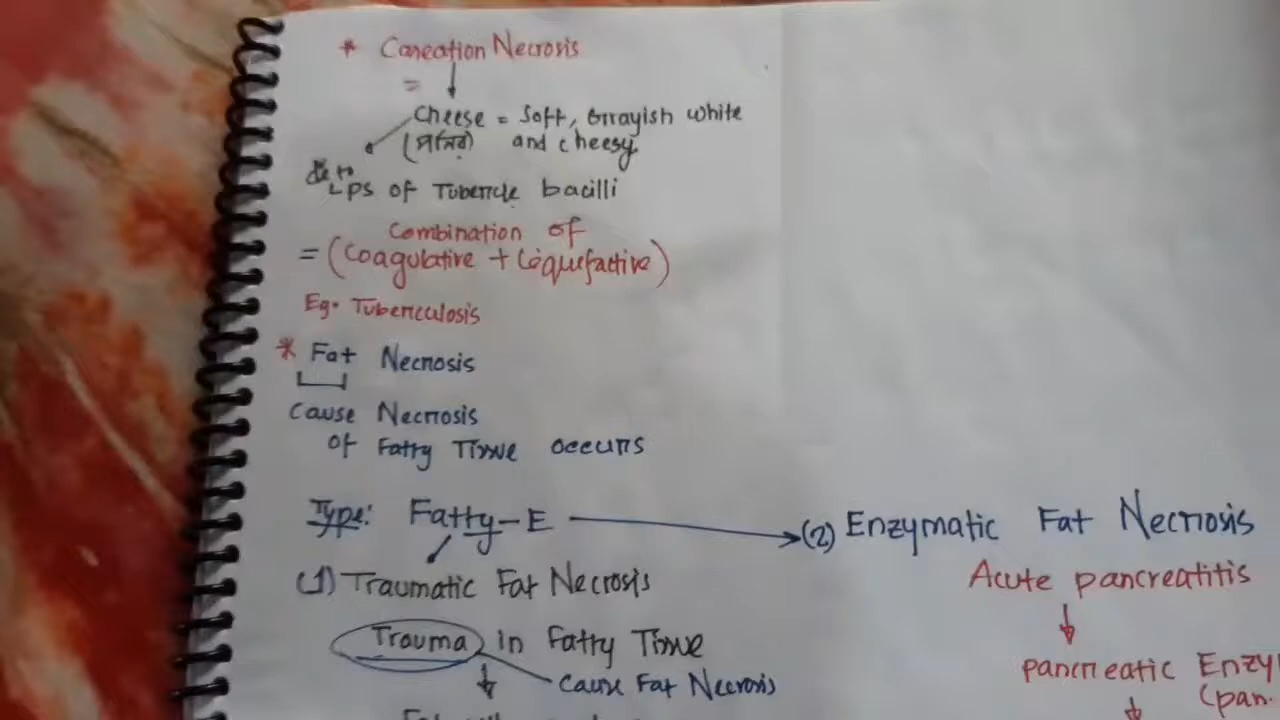 * Caseation Necrosis
Cheese = Soft, Grayish white
(পনির) and cheesy
LPS of Tubercle bacilli
Combination of
= (Coagulative + Liquefactive)
Eg. Tuberculosis
* Fat Necrosis
Cause Necrosis
of Fatty Tissue occurs
Type: Fatty-E
(1) Traumatic Fat Necrosis
Trauma in Fatty Tissue
Cause Fat Necrosis
(2) Enzymatic Fat Necrosis
Acute pancreatitis
pancreatic Enzy
(pan.